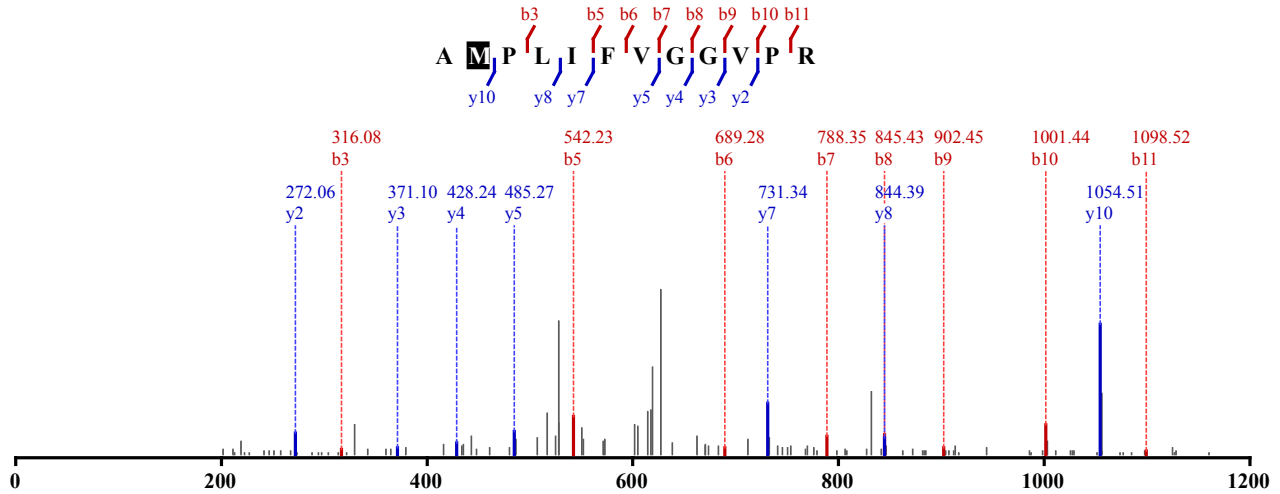 b3 b5 b6 b7 b8 b9 b10 b11
A M P L I F V G G V P R
y10 y8 y7 y5 y4 y3 y2
316.08 542.23 689.28 788.35 845.43 902.45 1001.44 1098.52
b3 b5 b6 b7 b8 b9 b10 b11
272.06 371.10 428.24 485.27 731.34 844.39 1054.51
y2 y3 y4 y5 y7 y8 y10
0 200 400 600 800 1000 1200